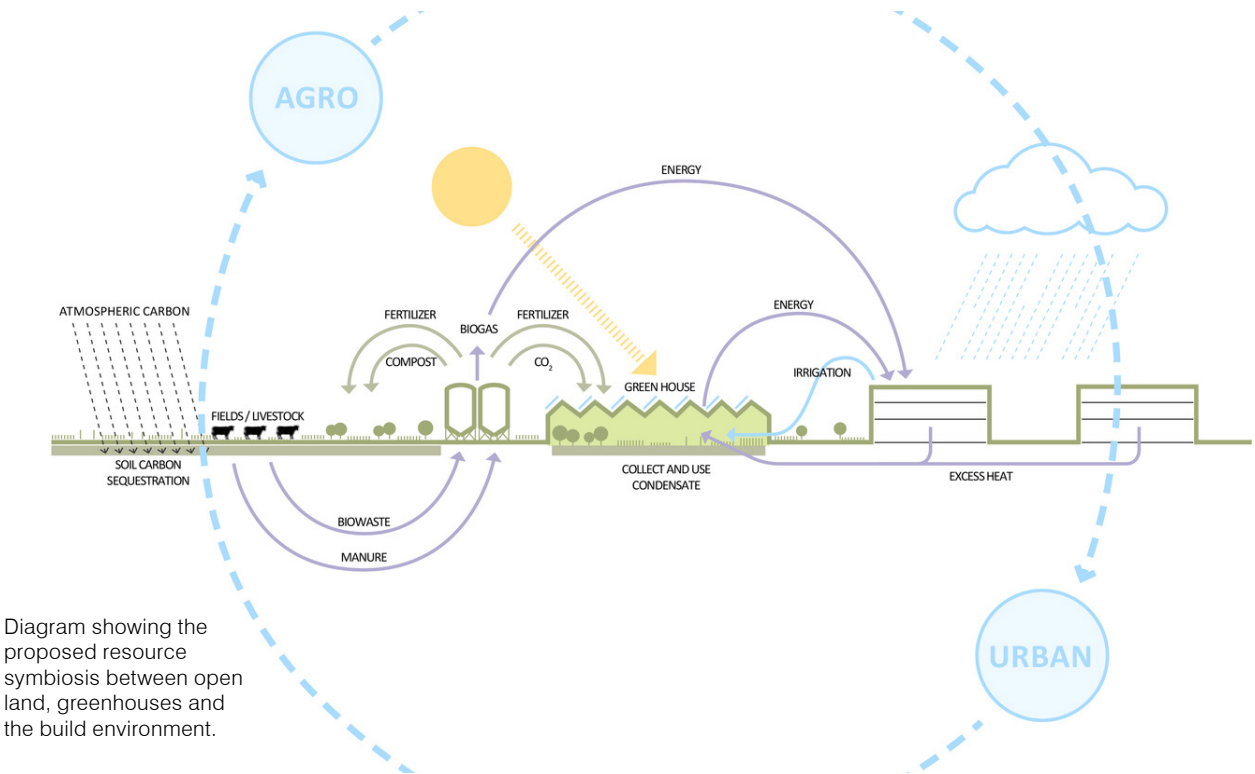 AGRO
ENERGY
ATMOSPHERIC CARBON
FERTILIZER
BIOGAS
FERTILIZER
ENERGY
COMPOST
CO2
IRRIGATION
GREEN HOUSE
FIELDS / LIVESTOCK
SOIL CARBON
SEQUESTRATION
COLLECT AND USE
CONDENSATE
EXCESS HEAT
BIOWASTE
MANURE
Diagram showing the
proposed resource
symbiosis between open
land, greenhouses and
the build environment.
URBAN